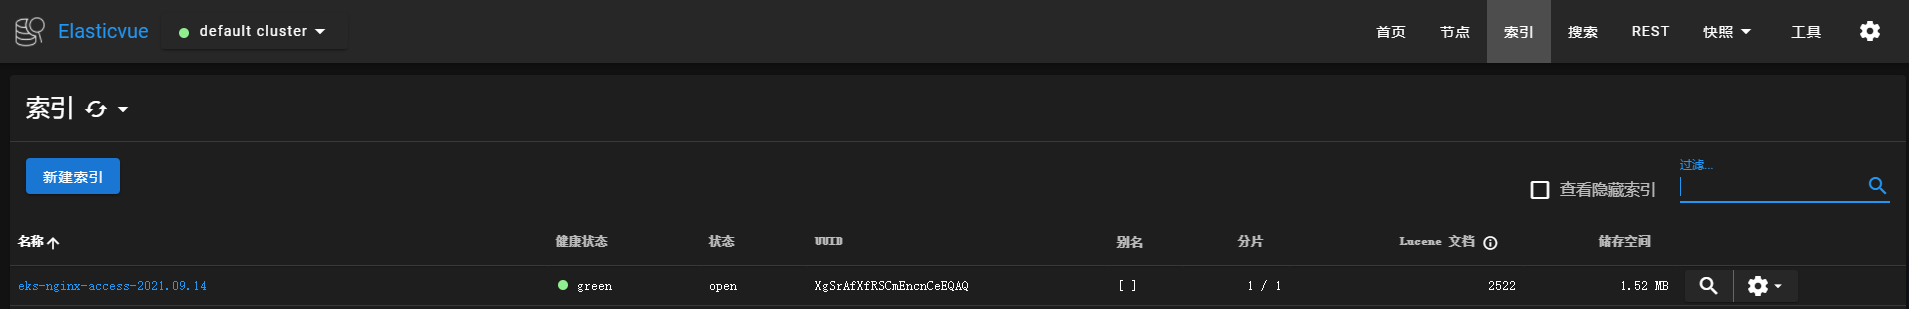 Elasticvue default cluster 首页 节点 索引 搜索 REST 快照 工具
索引
过滤...
新建索引 查看隐藏索引
名称 健康状态 状态 UUID 别名 分片 Lucene 文档 储存空间
eks-nginx-access-2021.09.14 green open XgSrAfXfRSCmEncnCeEQAQ [ ] 1 / 1 2522 1.52 MB